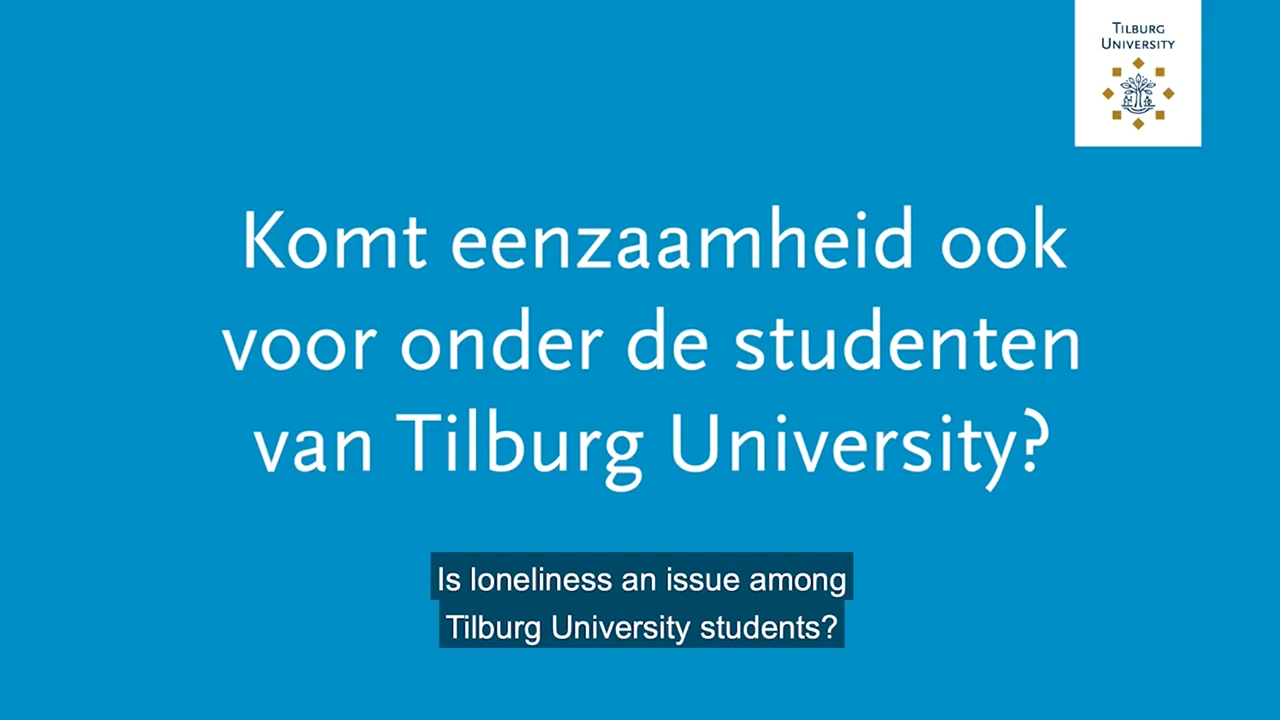 TILBURG
UNIVERSITY
Komt eenzaamheid ook
voor onder de studenten
van Tilburg University?
Is loneliness an issue among
Tilburg University students?